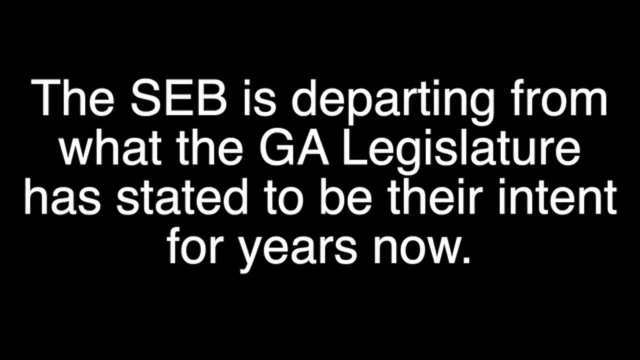 The SEB is departing from
what the GA Legislature
has stated to be their intent
for years now.